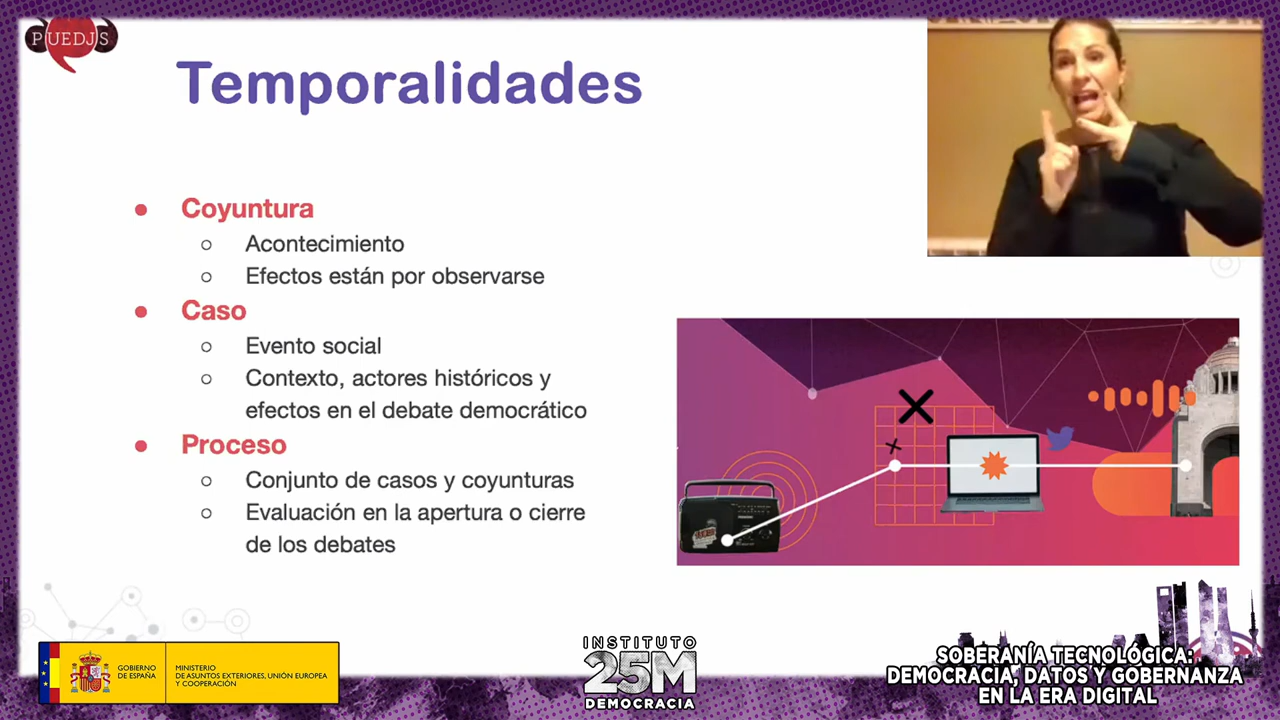 PUEDJS
Temporalidades
Coyuntura
Acontecimiento
Efectos están por observarse
Caso
Evento social
Contexto, actores históricos y
efectos en el debate democrático
Proceso
Conjunto de casos y coyunturas
Evaluación en la apertura o cierre
de los debates
GOBIERNO
DE ESPAÑA
MINISTERIO
DE ASUNTOS EXTERIORES, UNIÓN EUROPEA
Y COOPERACIÓN
INSTITUTO
25M
DEMOCRACIA
SOBERANÍA TECNOLÓGICA:
DEMOCRACIA, DATOS Y GOBERNANZA
EN LA ERA DIGITAL